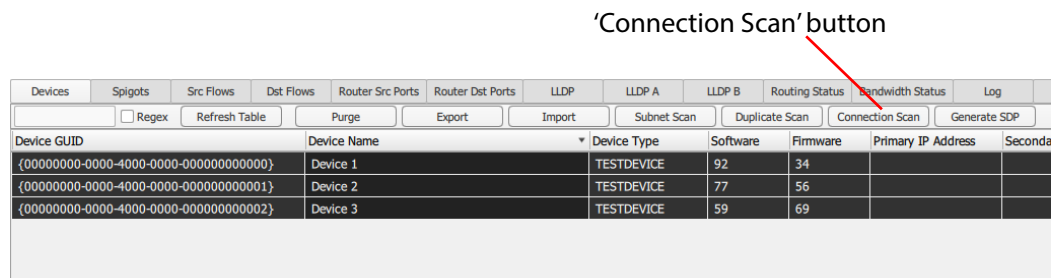 ‘Connection Scan’ button
Devices Spigots Src Flows Dst Flows Router Src Ports Router Dst Ports LLDP LLDP A LLDP B Routing Status Bandwidth Status Log
Regex Refresh Table Purge Export Import Subnet Scan Duplicate Scan Connection Scan Generate SDP
Device GUID Device Name Device Type Software Firmware Primary IP Address Seconda
{00000000-0000-4000-0000-000000000000} Device 1 TESTDEVICE 92 34
{00000000-0000-4000-0000-000000000001} Device 2 TESTDEVICE 77 56
{00000000-0000-4000-0000-000000000002} Device 3 TESTDEVICE 59 69